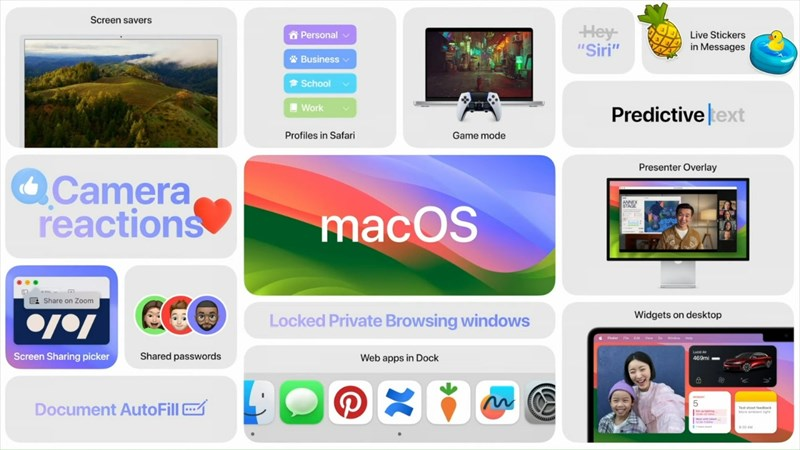 Screen savers
Personal
Business
School
Work
Profiles in Safari
Game mode
Hey
“Siri”
Live Stickers
in Messages
Predictive text
Camera
reactions
macOS
Presenter Overlay
Share on Zoom
Screen Sharing picker
Shared passwords
Locked Private Browsing windows
Web apps in Dock
Document AutoFill
Widgets on desktop
469mi
5